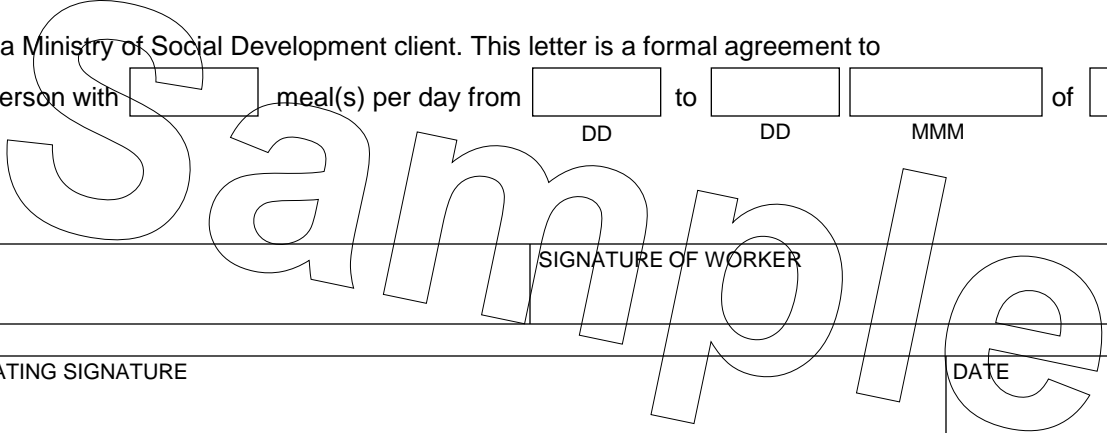 a Ministry of Social Development client. This letter is a formal agreement to
erson with meal(s) per day from to of
DD DD MMM
SIGNATURE OF WORKER
ATING SIGNATURE DATE
Sample